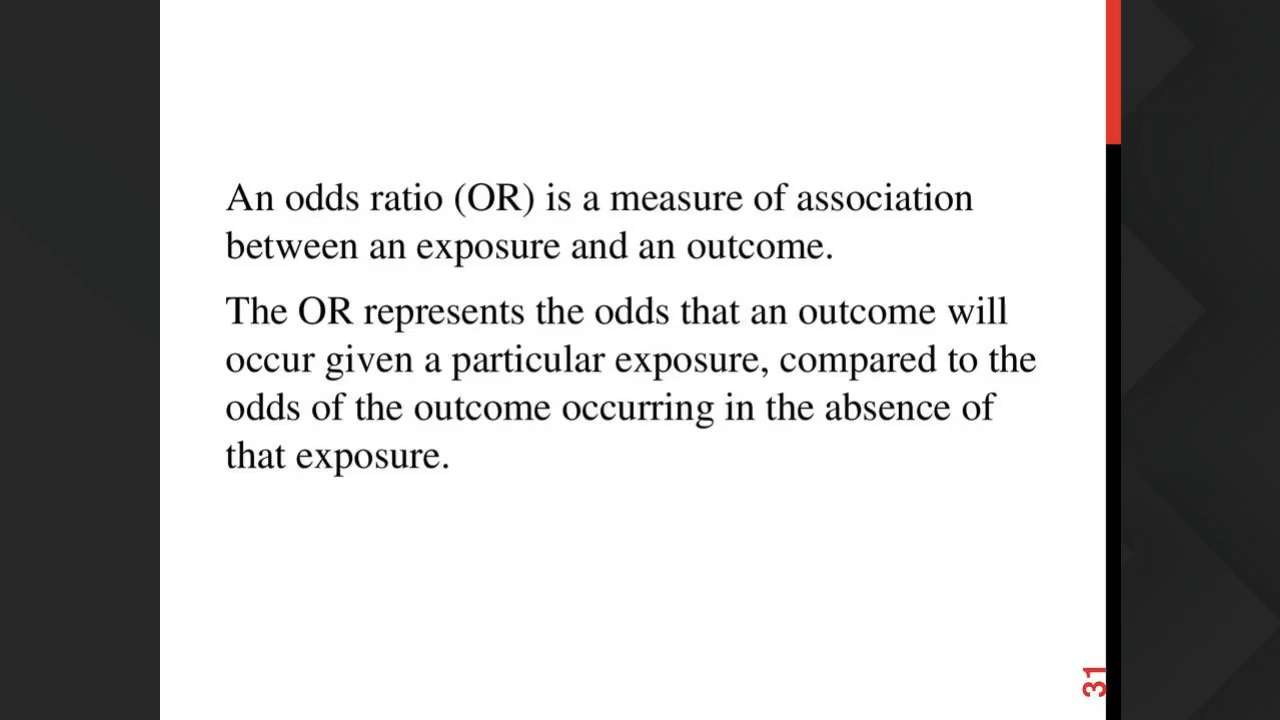 An odds ratio (OR) is a measure of association
between an exposure and an outcome.
The OR represents the odds that an outcome will
occur given a particular exposure, compared to the
odds of the outcome occurring in the absence of
that exposure.
31